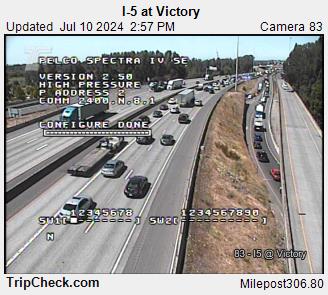 I-5 at Victory
Updated Jul 10 2024 2:57 PM Camera 83
PELCO SPECTRA IV SE
VERSION 2.50
HIGH PRESSURE
P ADDRESS 2
COMM 2400,N,8,1
CONFIGURE DONE
12345678 1234567890
SW1[ ] SW2[ ]
N
83 - I5 @ Victory
TripCheck.com Milepost306.80